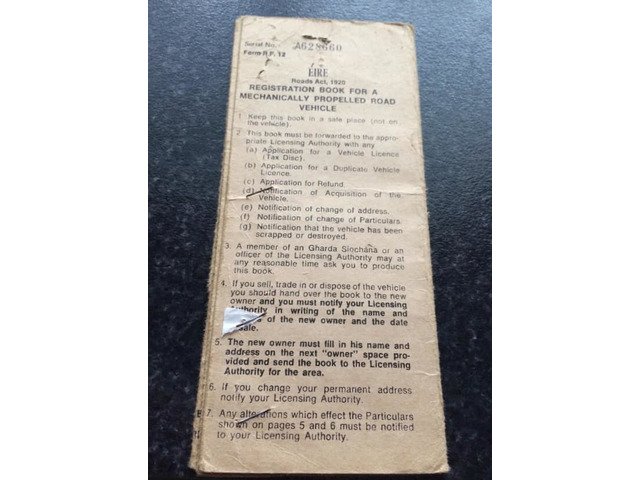 Serial No. A628660
Form R.F. 12
EIRE
Roads Act, 1920
REGISTRATION BOOK FOR A
MECHANICALLY PROPELLED ROAD
VEHICLE
1. Keep this book in a safe place (not on
the vehicle).
2. This book must be forwarded to the appro-
priate Licensing Authority with any
(a) Application for a Vehicle Licence
(Tax Disc).
(b) Application for a Duplicate Vehicle
Licence.
(c) Application for Refund.
(d) Notification of Acquisition of the
Vehicle.
(e) Notification of change of address.
(f) Notification of change of Particulars.
(g) Notification that the vehicle has been
scrapped or destroyed.
3. A member of an Gharda Siochána or an
officer of the Licensing Authority may at
any reasonable time ask you to produce
this book.
4. If you sell, trade in or dispose of the vehicle
you should hand over the book to the new
owner and you must notify your Licensing
Authority in writing of the name and
of the new owner and the date
sale.
5. The new owner must fill in his name and
address on the next "owner" space pro-
vided and send the book to the Licensing
Authority for the area.
6. If you change your permanent address
notify your Licensing Authority.
7. Any alterations which effect the Particulars
shown on pages 5 and 6 must be notified
to your Licensing Authority.